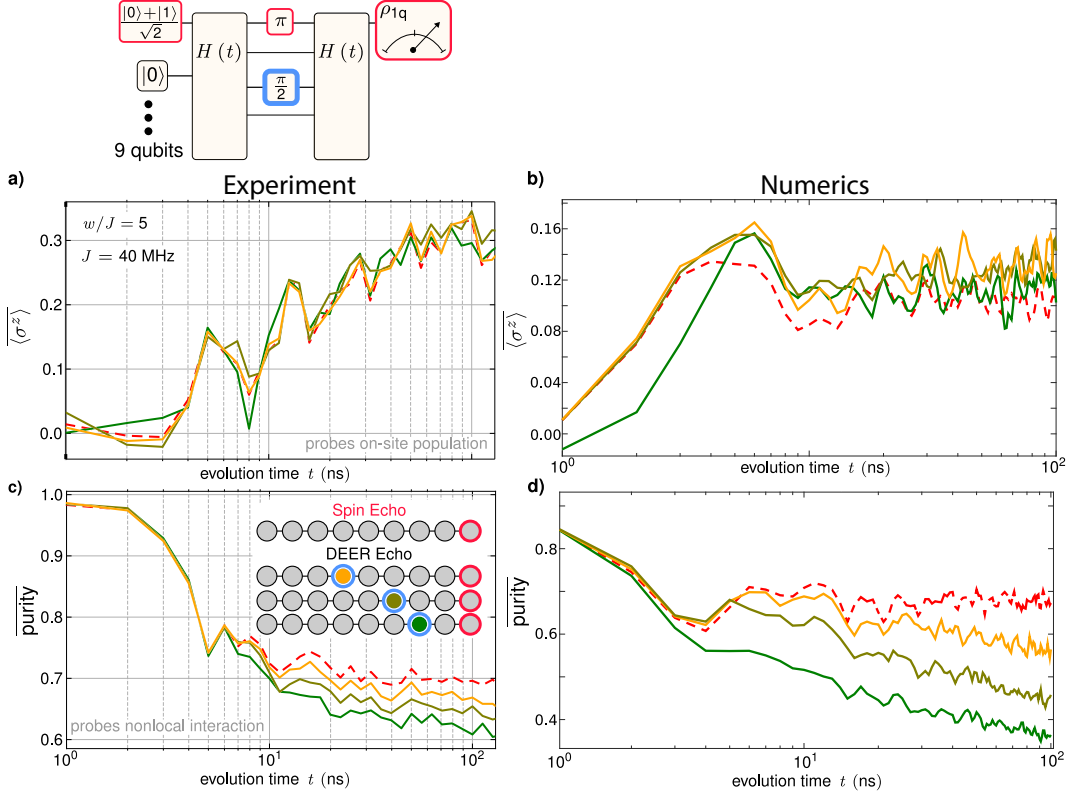 |0⟩+|1⟩
√2
π
ρ1q
H (t)
H (t)
|0⟩
π
2
9 qubits
a)
Experiment
w/J = 5
J = 40 MHz
0.3
0.2
0.1
0.0
⟨σ^z⟩
probes on-site population
evolution time t (ns)
b)
Numerics
0.16
0.12
0.08
0.04
0.00
⟨σ^z⟩
10^0
10^1
10^2
evolution time t (ns)
c)
1.0
0.9
0.8
0.7
0.6
purity
Spin Echo
DEER Echo
probes nonlocal interaction
10^0
10^1
10^2
evolution time t (ns)
d)
0.8
0.6
0.4
purity
10^0
10^1
10^2
evolution time t (ns)